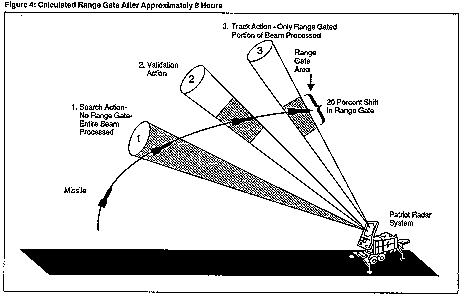 Figure 4: Calculated Range Gate After Approximately 8 Hours
3. Track Action - Only Range Gated
Portion of Beam Processed
2. Validation
Action
Range
Gate
Area
1. Search Action-
No Range Gate-
Entire Beam
Processed
20 Percent Shift
In Range Gate
3
2
1
Missile
Patriot Radar
System